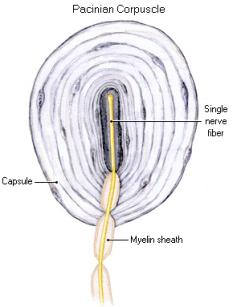 Pacinian Corpuscle
Single
nerve
fiber
Capsule
Myelin sheath